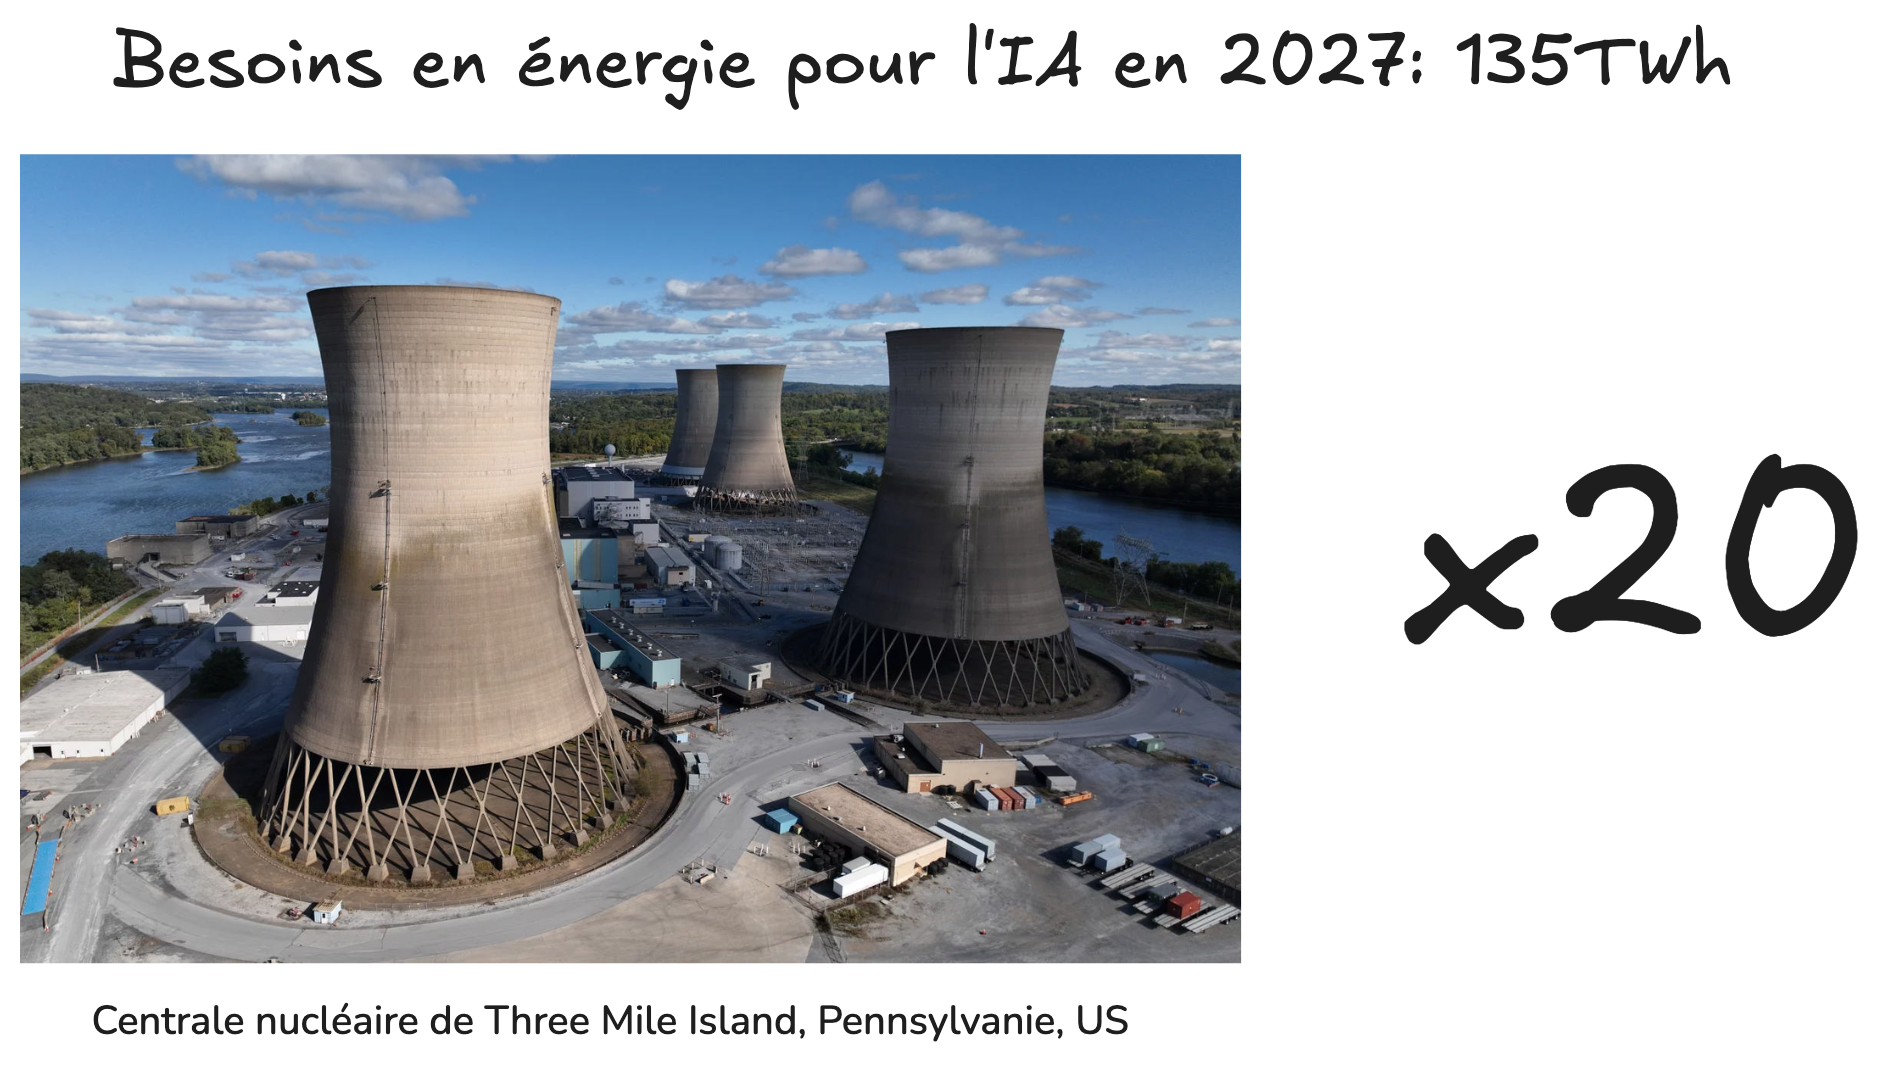 Besoins en énergie pour l'IA en 2027: 135TWh
x20
Centrale nucléaire de Three Mile Island, Pennsylvanie, US